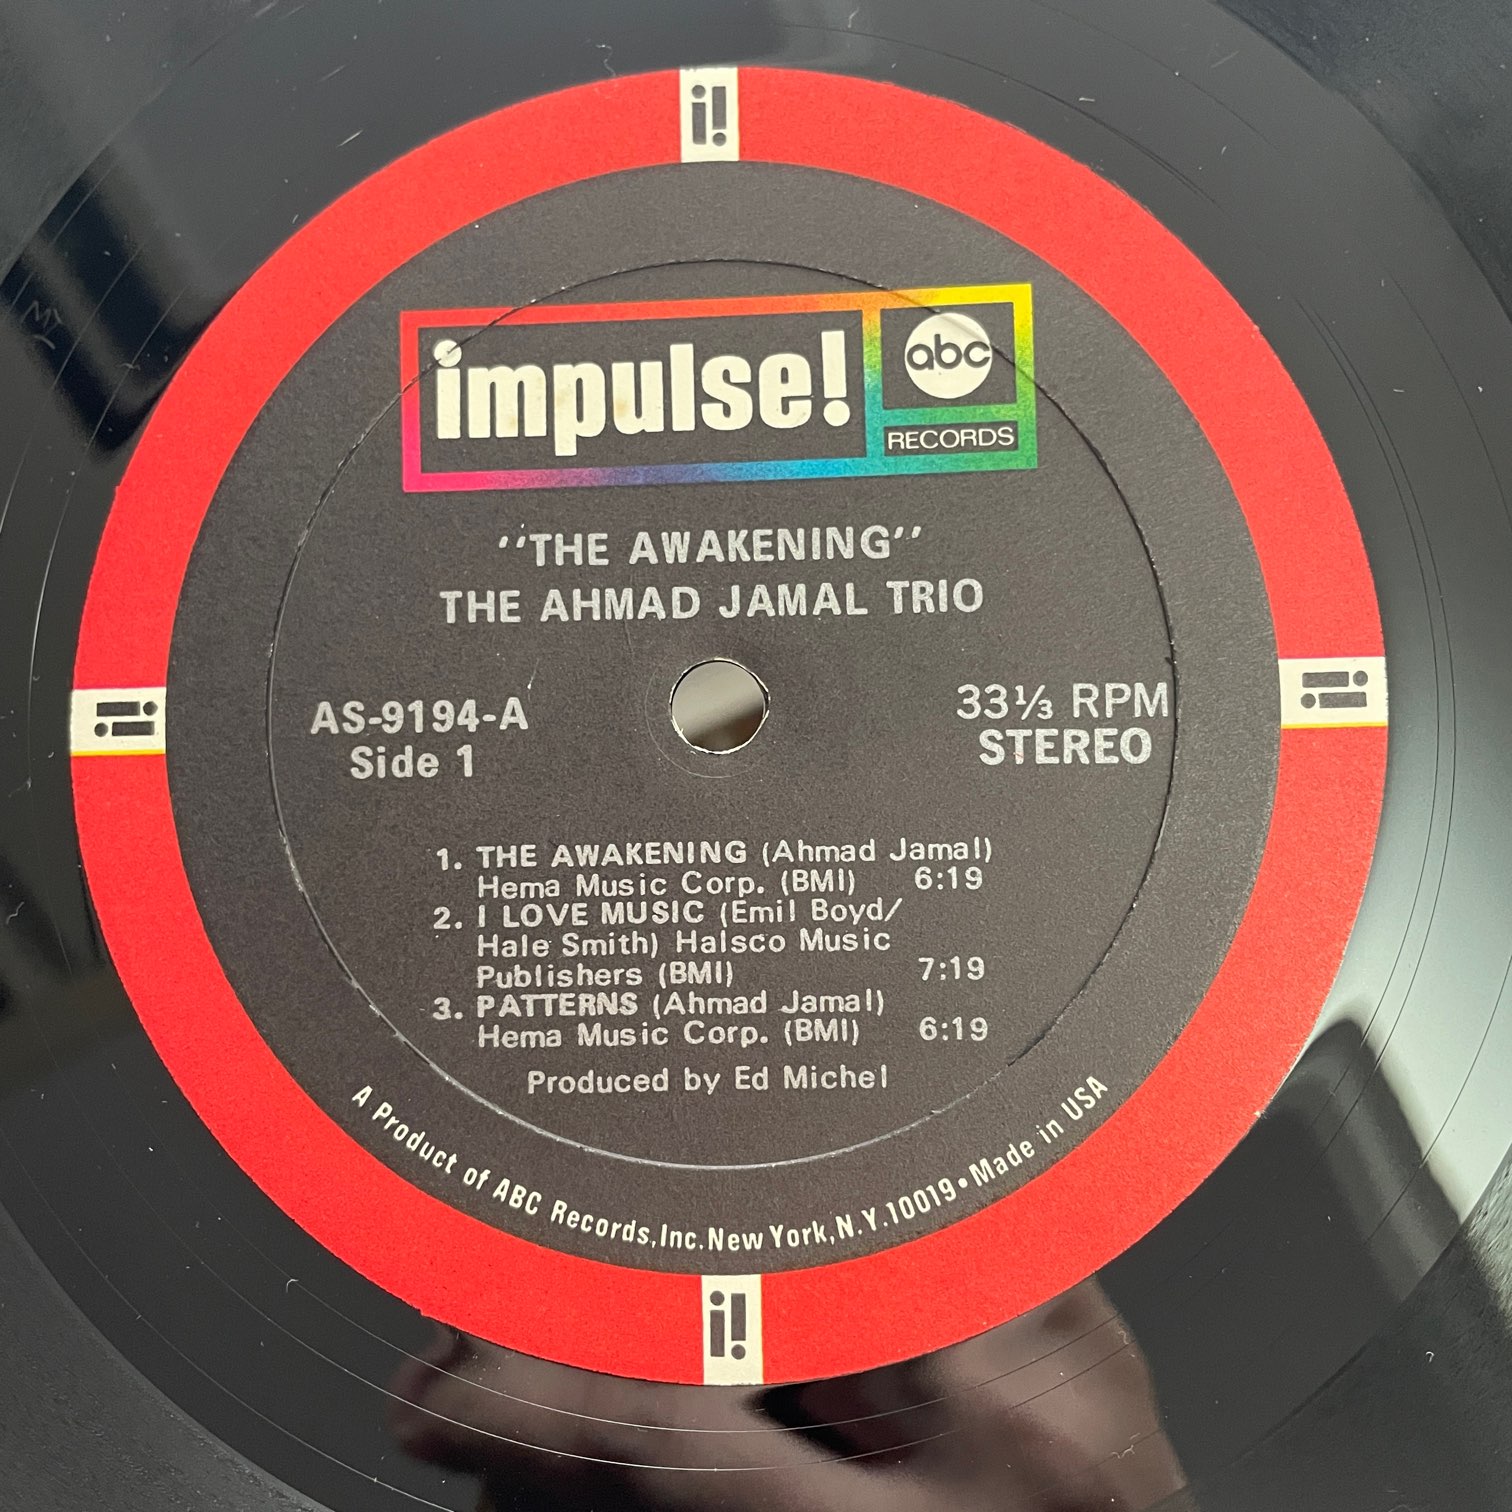 i!
impulse!
abc
RECORDS
''THE AWAKENING''
THE AHMAD JAMAL TRIO
AS-9194-A
Side 1
33⅓ RPM
STEREO
1. THE AWAKENING (Ahmad Jamal)
Hema Music Corp. (BMI) 6:19
2. I LOVE MUSIC (Emil Boyd/
Hale Smith) Halsco Music
Publishers (BMI) 7:19
3. PATTERNS (Ahmad Jamal)
Hema Music Corp. (BMI) 6:19
Produced by Ed Michel
A Product of ABC Records, Inc. New York, N.Y. 10019 • Made in USA
i!
i!
i!